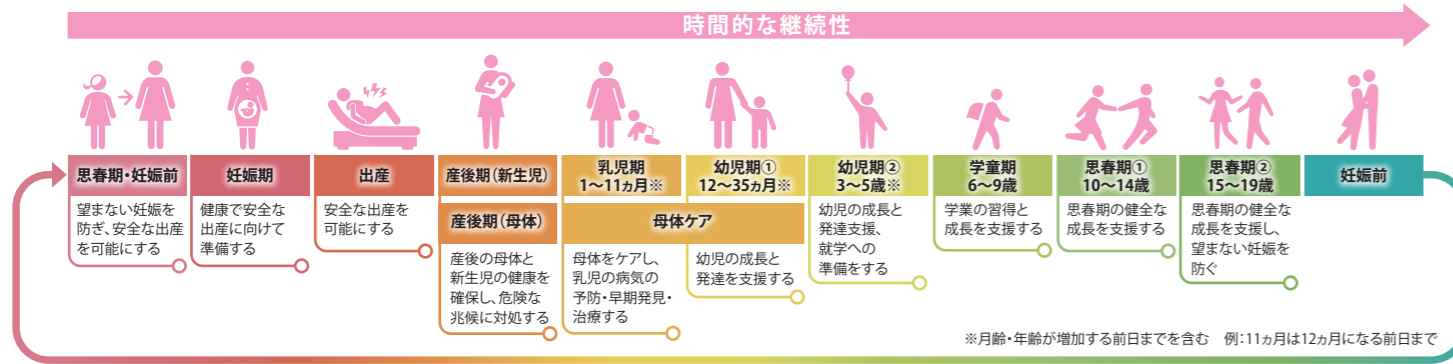 時間的な継続性
思春期・妊娠前
望まない妊娠を
防ぎ、安全な出産
を可能にする
妊娠期
健康で安全な
出産に向けて
準備する
出産
安全な出産を
可能にする
産後期(新生児)
産後期(母体)
産後の母体と
新生児の健康を
確保し、危険な
兆候に対処する
乳児期
1〜11ヵ月※
幼児期①
12〜35ヵ月※
母体ケア
母体をケアし、
乳児の病気の
予防・早期発見・
治療する
幼児の成長と
発達を支援する
幼児期②
3〜5歳※
幼児の成長と
発達支援、
就学への
準備をする
学童期
6〜9歳
学業の習得と
成長を支援する
思春期①
10〜14歳
思春期の健全な
成長を支援する
思春期②
15〜19歳
思春期の健全な
成長を支援し、
望まない妊娠を
防ぐ
妊娠前
※月齢・年齢が増加する前日までを含む 例:11ヵ月は12ヵ月になる前日まで